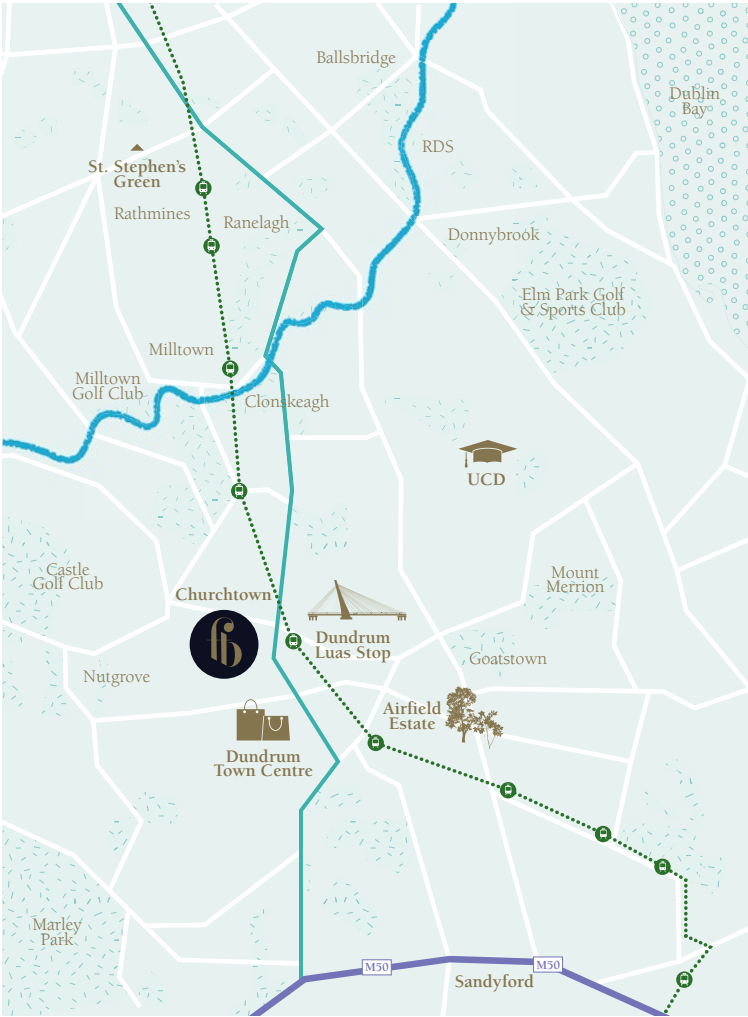 Ballsbridge
Dublin
Bay
RDS
St. Stephen's
Green
Rathmines
Ranelagh
Donnybrook
Elm Park Golf
& Sports Club
Milltown
Milltown
Golf Club
Clonskeagh
UCD
Castle
Golf Club
Mount
Merrion
Churchtown
fb
Dundrum
Luas Stop
Goatstown
Nutgrove
Airfield
Estate
Dundrum
Town Centre
Marley
Park
M50
M50
Sandyford